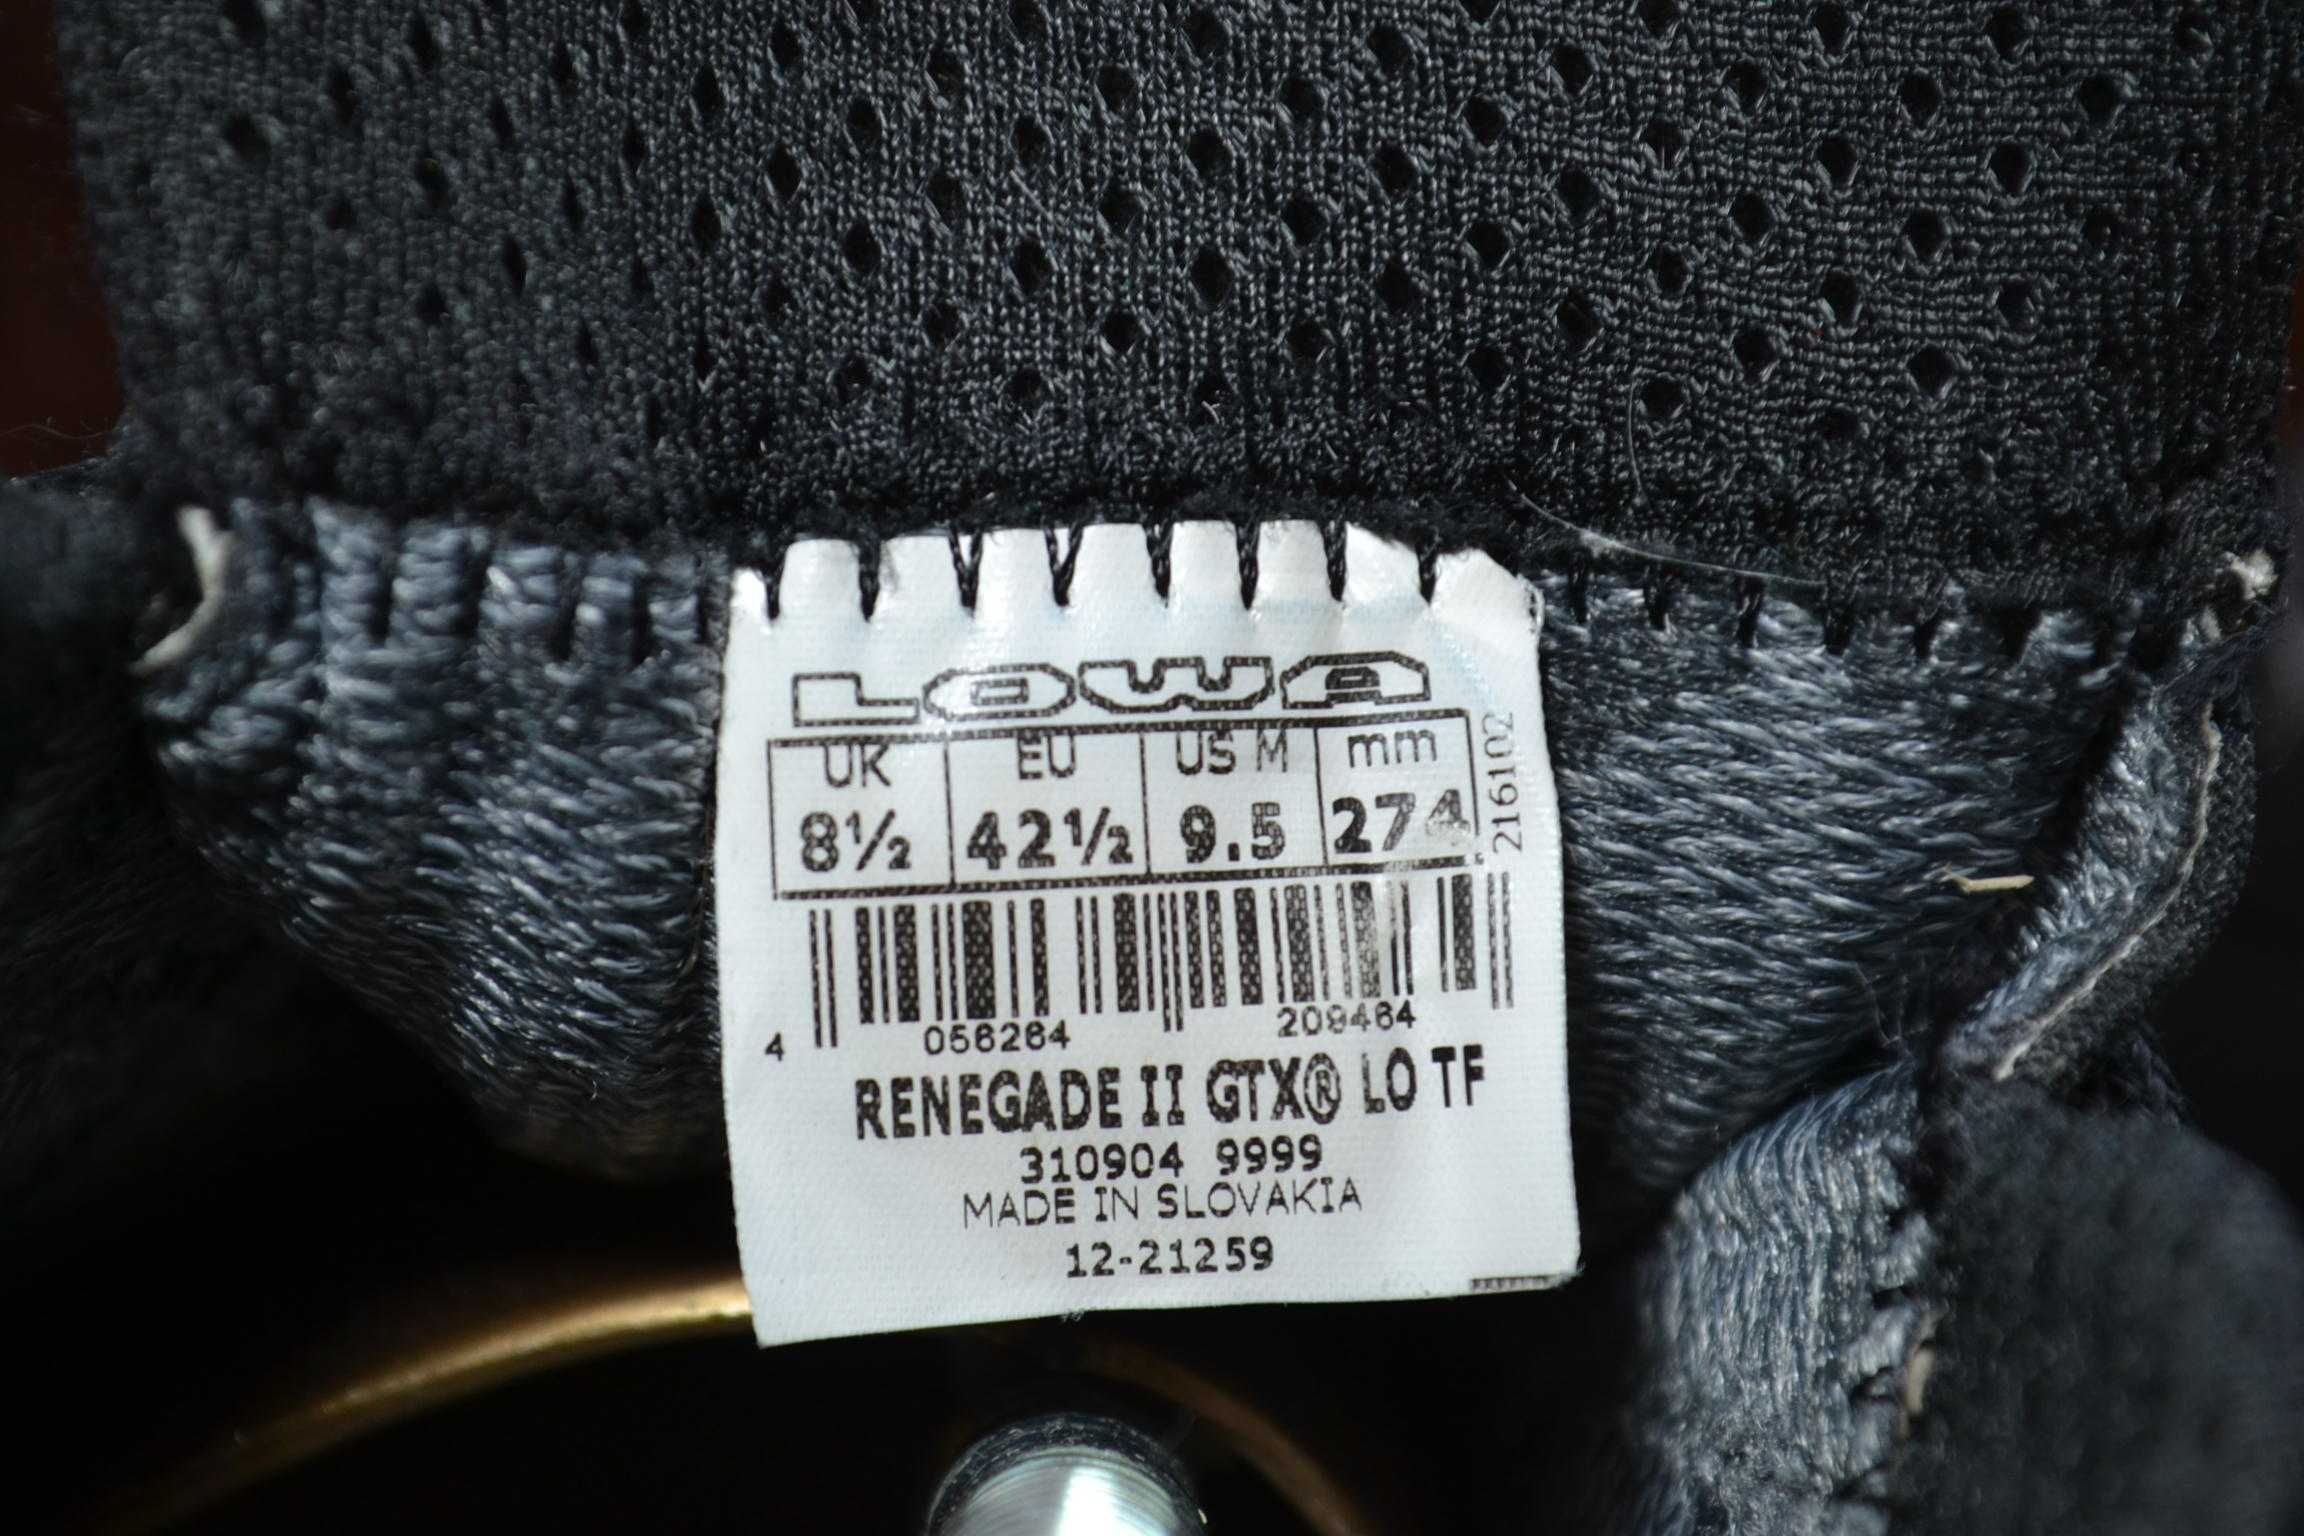 LOWA
UK EU US M mm
8½ 42½ 9.5 274
216102
4 056264 209464
RENEGADE II GTX® LO TF
310904 9999
MADE IN SLOVAKIA
12-21259